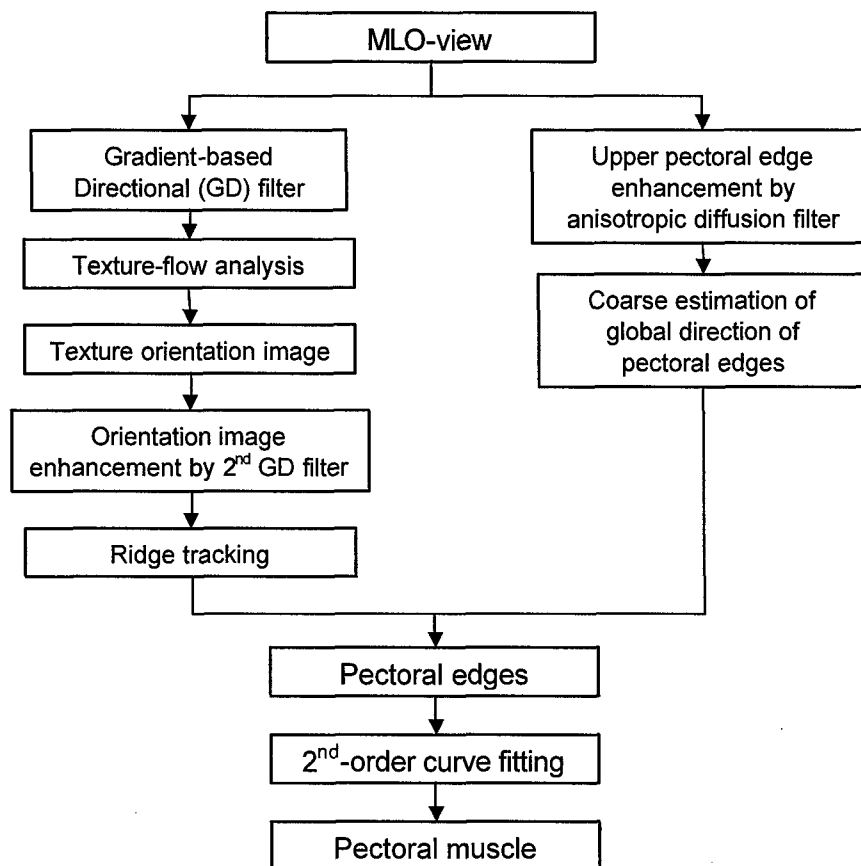 MLO-view
Gradient-based
Directional (GD) filter
Texture-flow analysis
Texture orientation image
Orientation image
enhancement by 2nd GD filter
Ridge tracking
Upper pectoral edge
enhancement by
anisotropic diffusion filter
Coarse estimation of
global direction of
pectoral edges
Pectoral edges
2nd-order curve fitting
Pectoral muscle